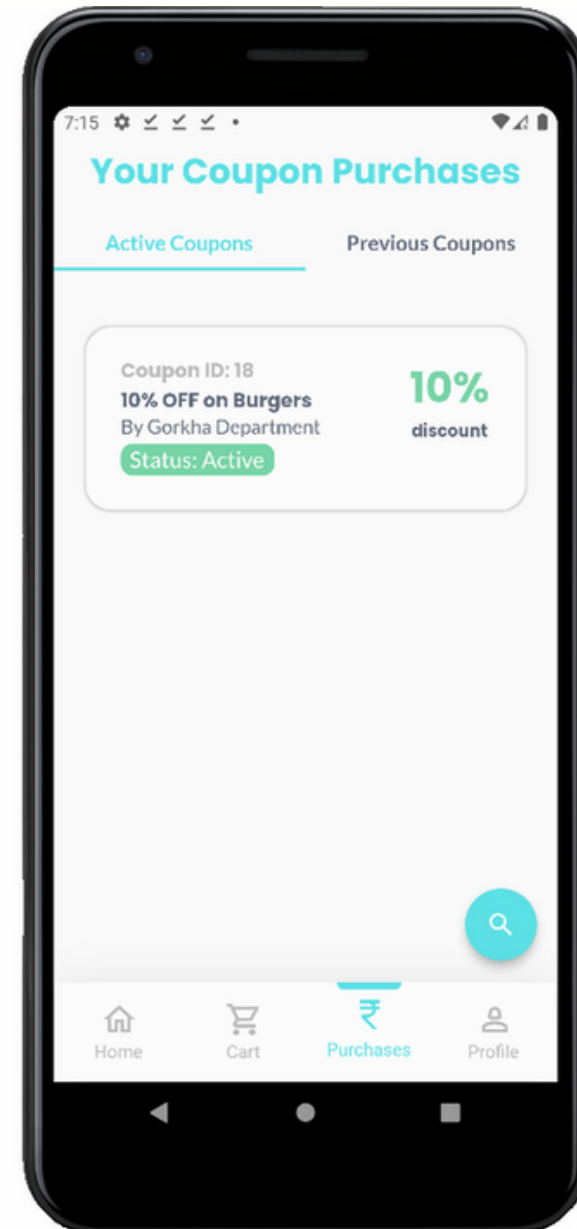 7:15
Your Coupon Purchases
Active Coupons Previous Coupons
Coupon ID: 18
10% OFF on Burgers
By Gorkha Department
Status: Active
10%
discount
Home Cart Purchases Profile